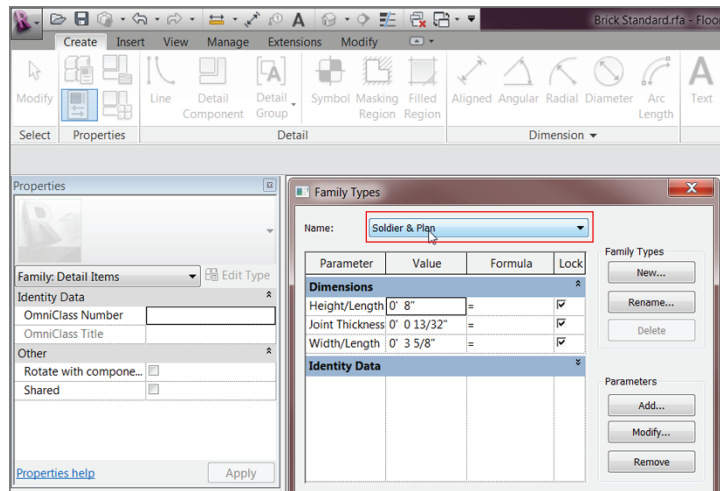 Brick Standard.rfa - Floor
Create Insert View Manage Extensions Modify
Modify
Line Detail Component
Detail Group
Symbol Masking Region
Filled Region
Aligned Angular Radial Diameter Arc Length
Text
Select Properties Detail Dimension
Properties
Family: Detail Items
Edit Type
Identity Data
OmniClass Number
OmniClass Title
Other
Rotate with compone...
Shared
Properties help
Apply
Family Types
Name: Soldier & Plan
Parameter Value Formula Lock
Dimensions
Height/Length 0' 8" =
Joint Thickness 0' 0 13/32" =
Width/Length 0' 3 5/8" =
Identity Data
Family Types
New...
Rename...
Delete
Parameters
Add...
Modify...
Remove